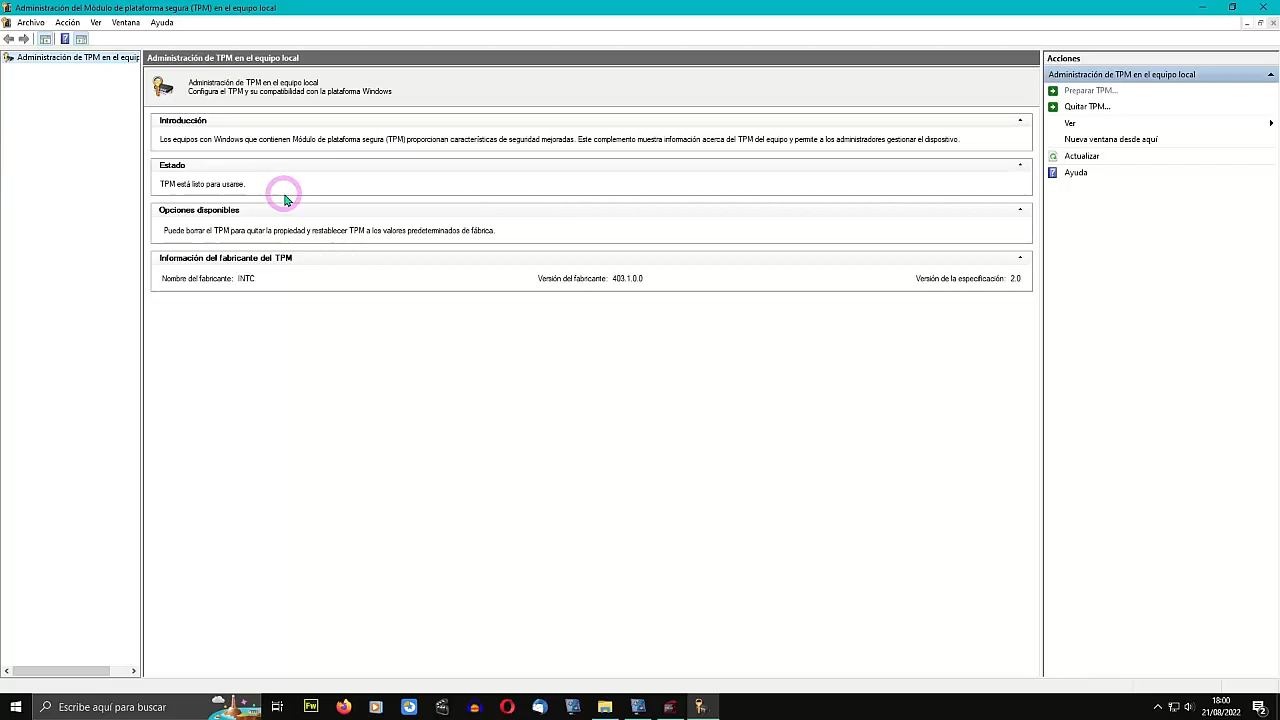 Administración del Módulo de plataforma segura (TPM) en el equipo local
Archivo Acción Ver Ventana Ayuda
Administración de TPM en el equip
Administración de TPM en el equipo local
Administración de TPM en el equipo local
Configura el TPM y su compatibilidad con la plataforma Windows
Introducción
Los equipos con Windows que contienen Módulo de plataforma segura (TPM) proporcionan características de seguridad mejoradas. Este complemento muestra información acerca del TPM del equipo y permite a los administradores gestionar el dispositivo.
Estado
TPM está listo para usarse.
Opciones disponibles
Puede borrar el TPM para quitar la propiedad y restablecer TPM a los valores predeterminados de fábrica.
Información del fabricante del TPM
Nombre del fabricante: INTC Versión del fabricante: 403.1.0.0 Versión de la especificación: 2.0
Acciones
Administración de TPM en el equipo local
Preparar TPM...
Quitar TPM...
Ver
Nueva ventana desde aquí
Actualizar
Ayuda
Escribe aquí para buscar
Fw
18:00
21/08/2022
2